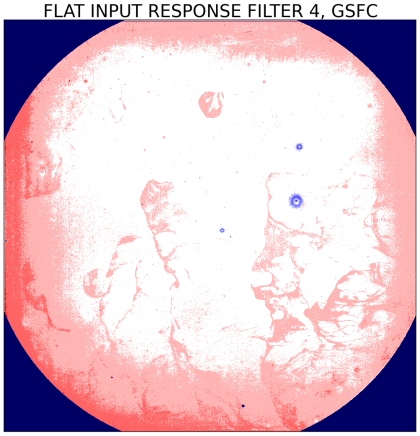 FLAT INPUT RESPONSE FILTER 4, GSFC